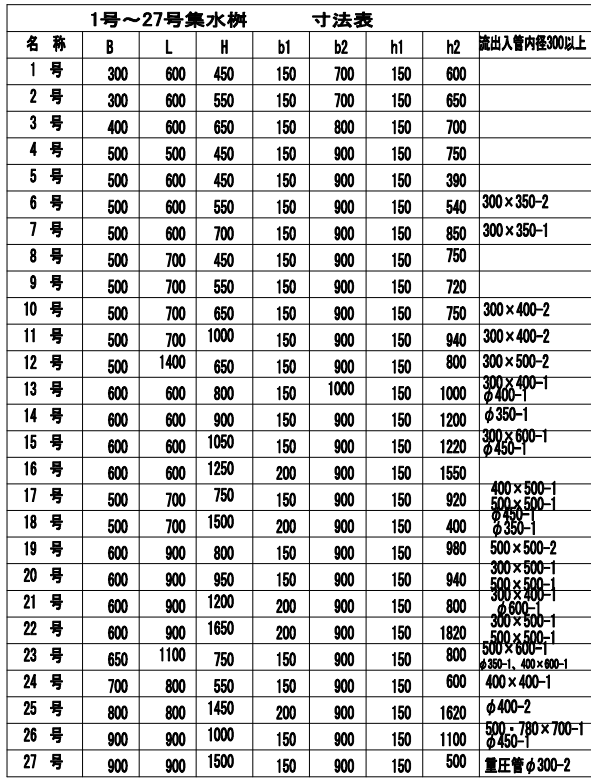 1号～27号集水桝 寸法表
名 称 B L H b1 b2 h1 h2 流出入管内径300以上
1 号 300 600 450 150 700 150 600
2 号 300 600 550 150 700 150 650
3 号 400 600 650 150 800 150 700
4 号 500 500 450 150 900 150 750
5 号 500 600 450 150 900 150 390
6 号 500 600 550 150 900 150 540 300×350-2
7 号 500 600 700 150 900 150 850 300×350-1
8 号 500 700 450 150 900 150 750
9 号 500 700 550 150 900 150 720
10 号 500 700 650 150 900 150 750 300×400-2
11 号 500 700 1000 150 900 150 940 300×400-2
12 号 500 1400 650 150 900 150 800 300×500-2
13 号 600 600 800 150 1000 150 1000 300×400-1
φ400-1
14 号 600 600 900 150 900 150 1200 φ350-1
15 号 600 600 1050 150 900 150 1220 300×600-1
φ450-1
16 号 600 600 1250 200 900 150 1550
17 号 500 700 750 150 900 150 920 400×500-1
500×500-1
18 号 500 700 1500 200 900 150 400 φ450-1
φ350-1
19 号 600 900 800 150 900 150 980 500×500-2
20 号 600 900 950 150 900 150 940 300×500-1
500×500-1
21 号 600 900 1200 200 900 150 800 300×400-1
φ600-1
22 号 600 900 1650 200 900 150 1820 300×500-1
500×500-1
23 号 650 1100 750 150 900 150 800 500×600-1
φ350-1、400×600-1
24 号 700 800 550 150 900 150 600 400×400-1
25 号 800 800 1450 200 900 150 1620 φ400-2
26 号 900 900 1000 150 900 150 1100 500・780×700-1
φ450-1
27 号 900 900 1500 150 900 150 500 重圧管φ300-2